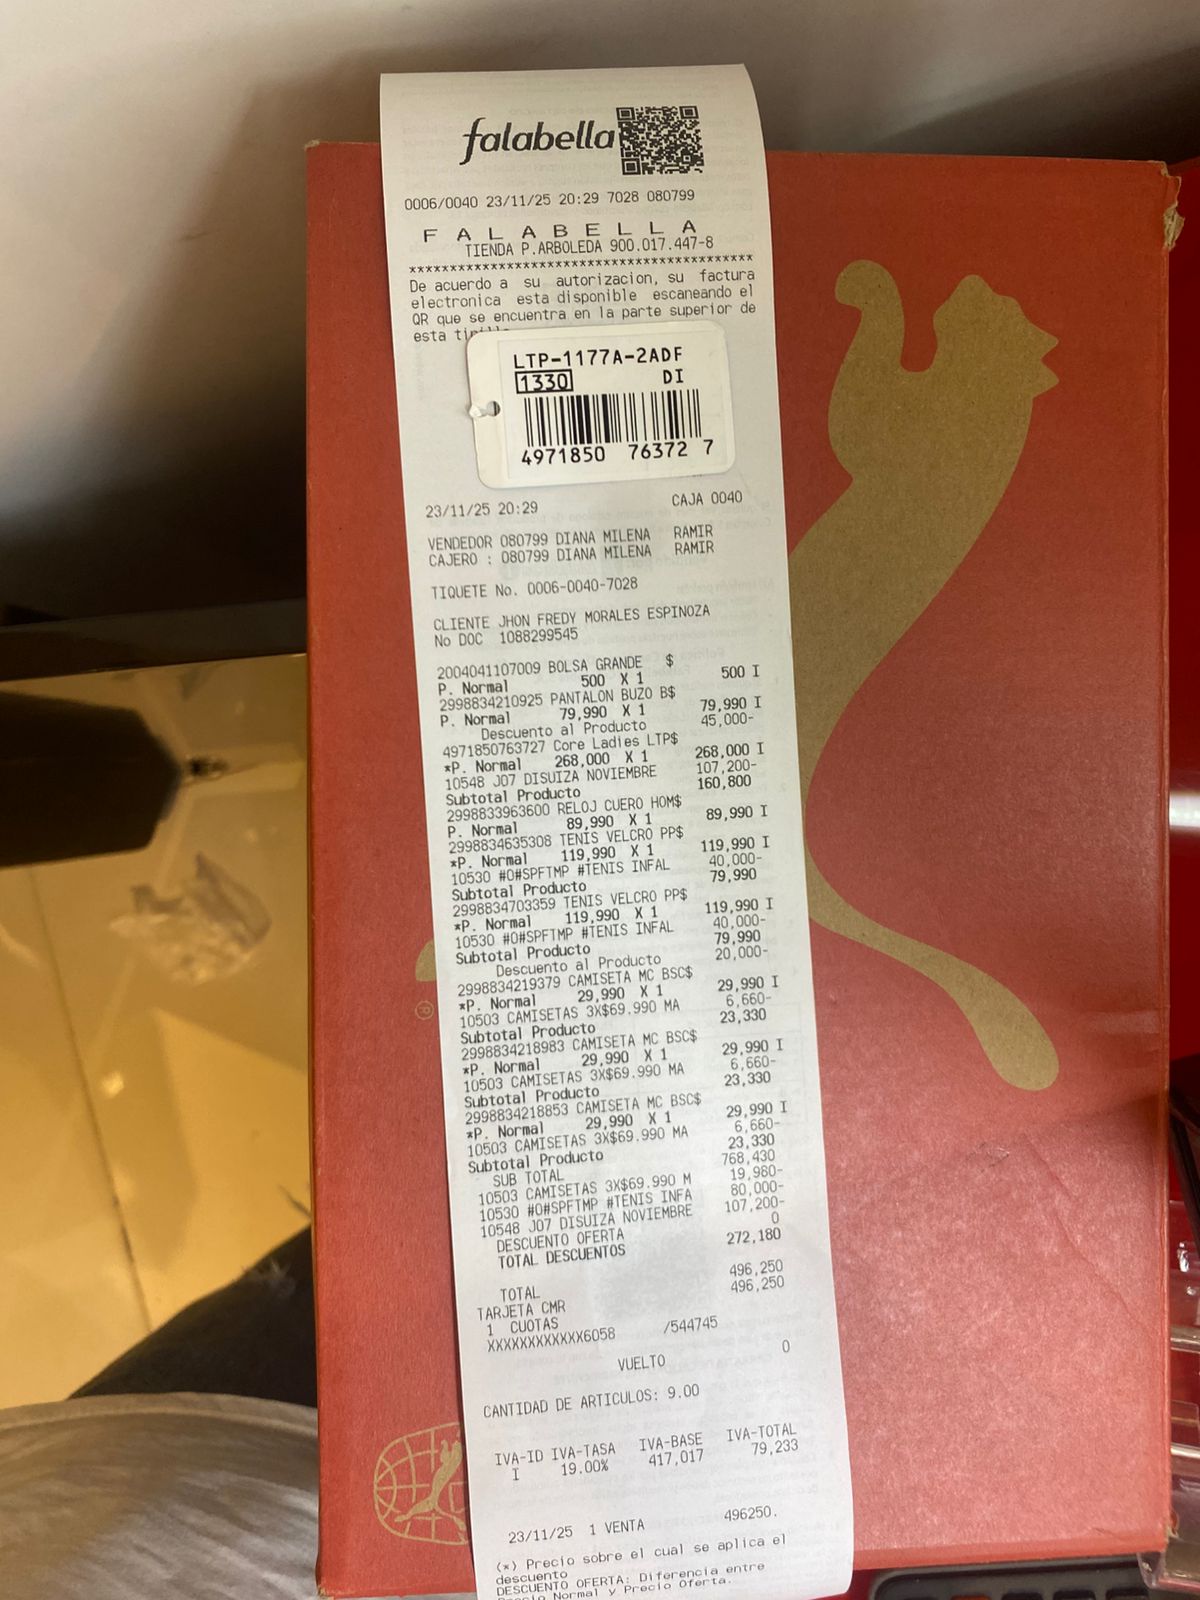 falabella
0006/0040 23/11/25 20:29 7028 080799
F A L A B E L L A
TIENDA P.ARBOLEDA 900.017.447-8
******************************************
De acuerdo a su autorizacion, su factura
electronica esta disponible escaneando el
QR que se encuentra en la parte superior de
esta
LTP-1177A-2ADF
1330 DI
4971850 76372 7
23/11/25 20:29 CAJA 0040
VENDEDOR 080799 DIANA MILENA RAMIR
CAJERO : 080799 DIANA MILENA RAMIR
TIQUETE No. 0006-0040-7028
CLIENTE JHON FREDY MORALES ESPINOZA
No DOC 1088299545
2004041107009 BOLSA GRANDE $
P. Normal 500 X 1 500 I
2998834210925 PANTALON BUZO B$
P. Normal 79,990 X 1 79,990 I
Descuento al Producto 45,000-
4971850763727 Core Ladies LTP$
*P. Normal 268,000 X 1 268,000 I
10548 J07 DISUIZA NOVIEMBRE 107,200-
Subtotal Producto 160,800
2998833963600 RELOJ CUERO HOM$
P. Normal 89,990 X 1 89,990 I
2998834635308 TENIS VELCRO PP$
*P. Normal 119,990 X 1 119,990 I
10530 #O#SPFTMP #TENIS INFAL 40,000-
Subtotal Producto 79,990
2998834703359 TENIS VELCRO PP$
*P. Normal 119,990 X 1 119,990 I
10530 #O#SPFTMP #TENIS INFAL 40,000-
Subtotal Producto 79,990
Descuento al Producto 20,000-
2998834219379 CAMISETA MC BSC$
*P. Normal 29,990 X 1 29,990 I
10503 CAMISETAS 3X$69.990 MA 6,660-
Subtotal Producto 23,330
2998834218983 CAMISETA MC BSC$
*P. Normal 29,990 X 1 29,990 I
10503 CAMISETAS 3X$69.990 MA 6,660-
Subtotal Producto 23,330
2998834218853 CAMISETA MC BSC$
*P. Normal 29,990 X 1 29,990 I
10503 CAMISETAS 3X$69.990 MA 6,660-
Subtotal Producto 23,330
SUB TOTAL 768,430
10503 CAMISETAS 3X$69.990 M 19,980-
10530 #O#SPFTMP #TENIS INFA 80,000-
10548 J07 DISUIZA NOVIEMBRE 107,200-
DESCUENTO OFERTA 0
TOTAL DESCUENTOS 272,180
TOTAL 496,250
TARJETA CMR 496,250
1 CUOTAS
XXXXXXXXXXXX6058 /544745
VUELTO 0
CANTIDAD DE ARTICULOS: 9.00
IVA-ID IVA-TASA IVA-BASE IVA-TOTAL
I 19.00% 417,017 79,233
23/11/25 1 VENTA 496250.
(*) Precio sobre el cual se aplica el
descuento
DESCUENTO OFERTA: Diferencia entre
Precio Normal y Precio Oferta.
®